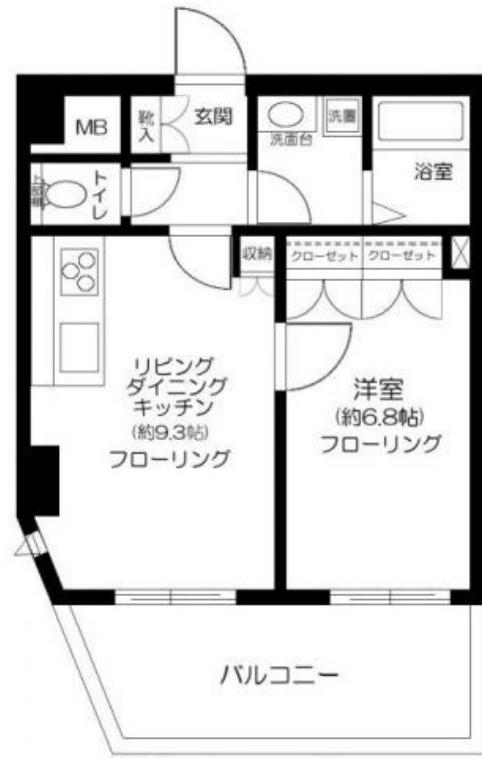 MB
靴入
玄関
洗面台
洗置
浴室
上部棚
トイレ
収納
クローゼット
クローゼット
リビング
ダイニング
キッチン
(約9.3帖)
フローリング
洋室
(約6.8帖)
フローリング
バルコニー